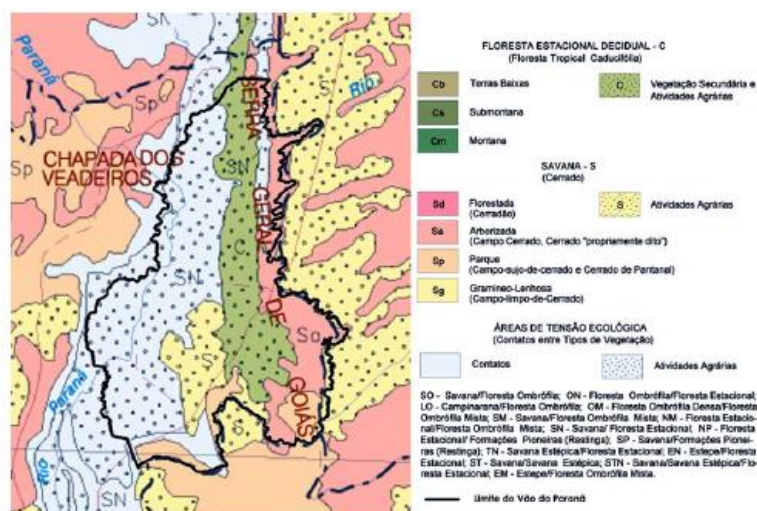 Paraná
SN
SERRA
Sp
S
Rio
CHAPADA DOS
VEADEIROS
Sp
SN
GERAL
C
SN
S
DE
Sa
GOIÁS
Paraná
Rio
S
SN
FLORESTA ESTACIONAL DECIDUAL - C
(Floresta Tropical Caducifólia)
Cb Terras Baixas
C Vegetação Secundária e
Atividades Agrárias
Cs Submontana
Cm Montana
SAVANA - S
(Cerrado)
Sd Florestada
(Cerradão)
S Atividades Agrárias
Sa Arborizada
(Campo Cerrado, Cerrado "propriamente dito")
Sp Parque
(Campo-sujo-de-cerrado e Cerrado de Pantanal)
Sg Gramíneo-Lenhosa
(Campo-limpo-de-Cerrado)
ÁREAS DE TENSÃO ECOLÓGICA
(Contatos entre Tipos de Vegetação)
Contatos
Atividades Agrárias
SO - Savana/Floresta Ombrófila; ON - Floresta Ombrófila/Floresta Estacional;
LO - Campinarana/Floresta Ombrófila; OM - Floresta Ombrófila Densa/Floresta
Ombrófila Mista; SM - Savana/Floresta Ombrófila Mista; NM - Floresta Estacio-
nal/Floresta Ombrófila Mista; SN - Savana/ Floresta Estacional; NP - Floresta
Estacional/ Formações Pioneiras (Restinga); SP - Savana/Formações Pionei-
ras (Restinga); TN - Savana Estépica/Floresta Estacional; EN - Estepe/Floresta
Estacional; ST - Savana/Savana Estépica; STN - Savana/Savana Estépica/Flo-
resta Estacional; EM - Estepe/Floresta Ombrófila Mista.
Limite do Vão do Paraná